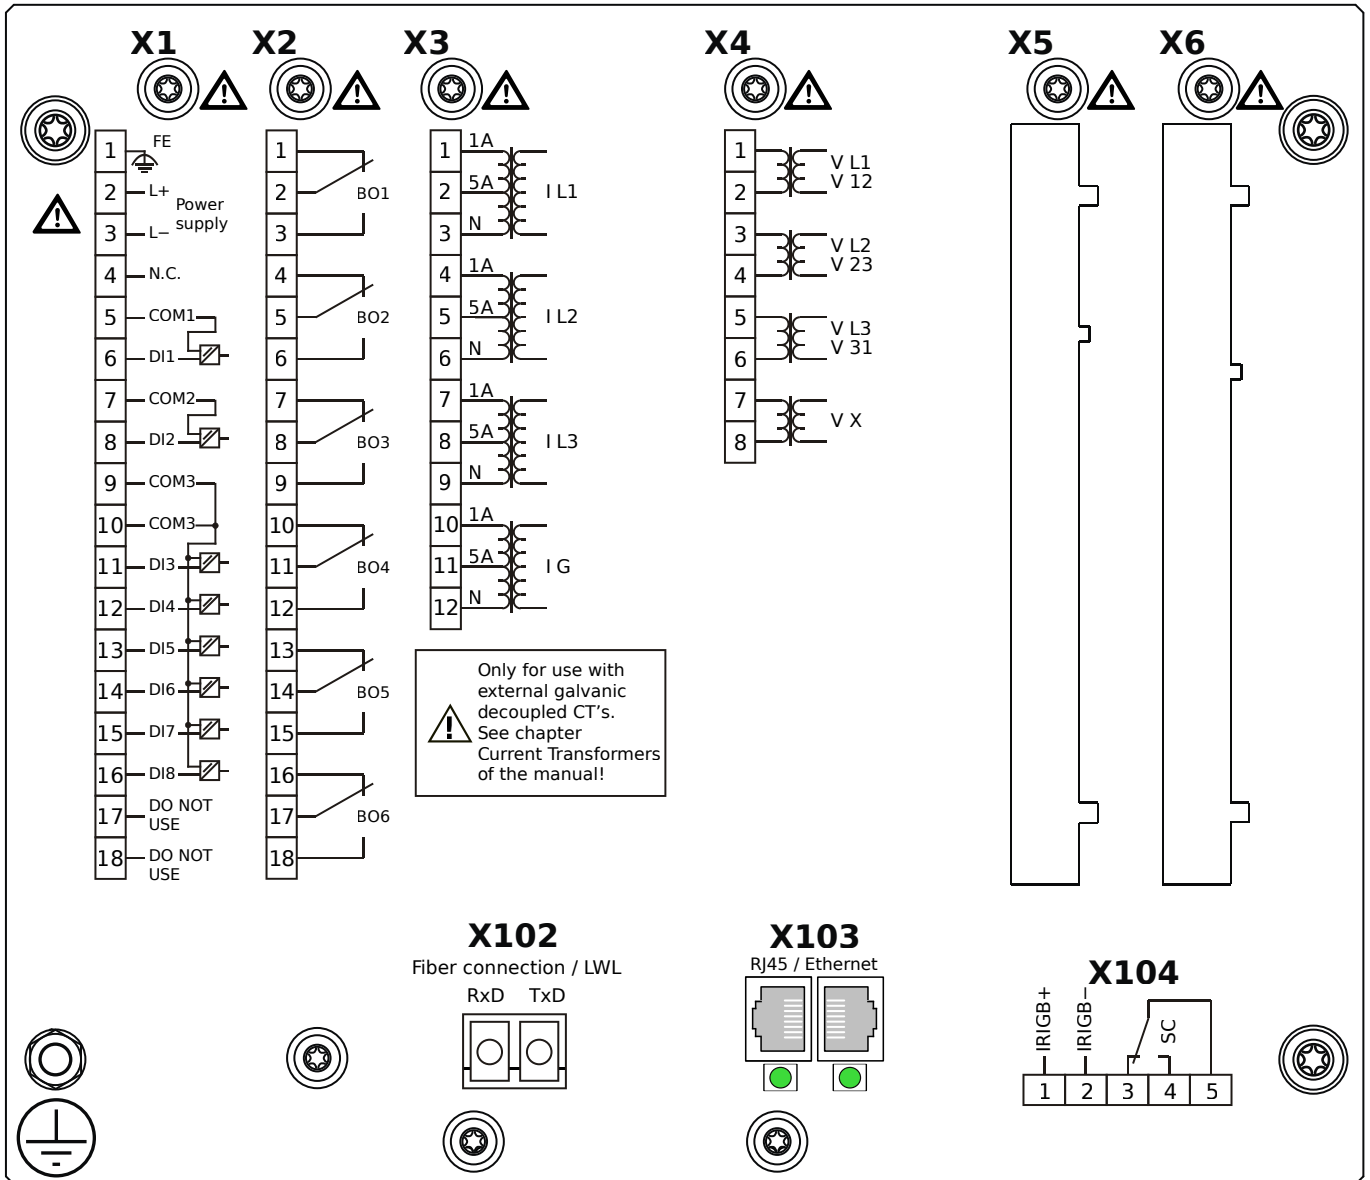 X1
X2
X3
X4
X5
X6
1
FE
2
L+
Power
supply
3
L−
4
N.C.
5
COM1
6
DI1
7
COM2
8
DI2
9
COM3
10
COM3
11
DI3
12
DI4
13
DI5
14
DI6
15
DI7
16
DI8
17
DO NOT
USE
18
DO NOT
USE
1
2
BO1
3
4
5
BO2
6
7
8
BO3
9
10
11
BO4
12
13
14
BO5
15
16
17
BO6
18
1
1A
2
5A
I L1
3
N
4
1A
5
5A
I L2
6
N
7
1A
8
5A
I L3
9
N
10
1A
11
5A
I G
12
N
Only for use with
external galvanic
decoupled CT's.
See chapter
Current Transformers
of the manual!
1
V L1
2
V 12
3
V L2
4
V 23
5
V L3
6
V 31
7
V X
8
X102
Fiber connection / LWL
RxD TxD
X103
RJ45 / Ethernet
X104
IRIGB+
IRIGB−
SC
1 2 3 4 5